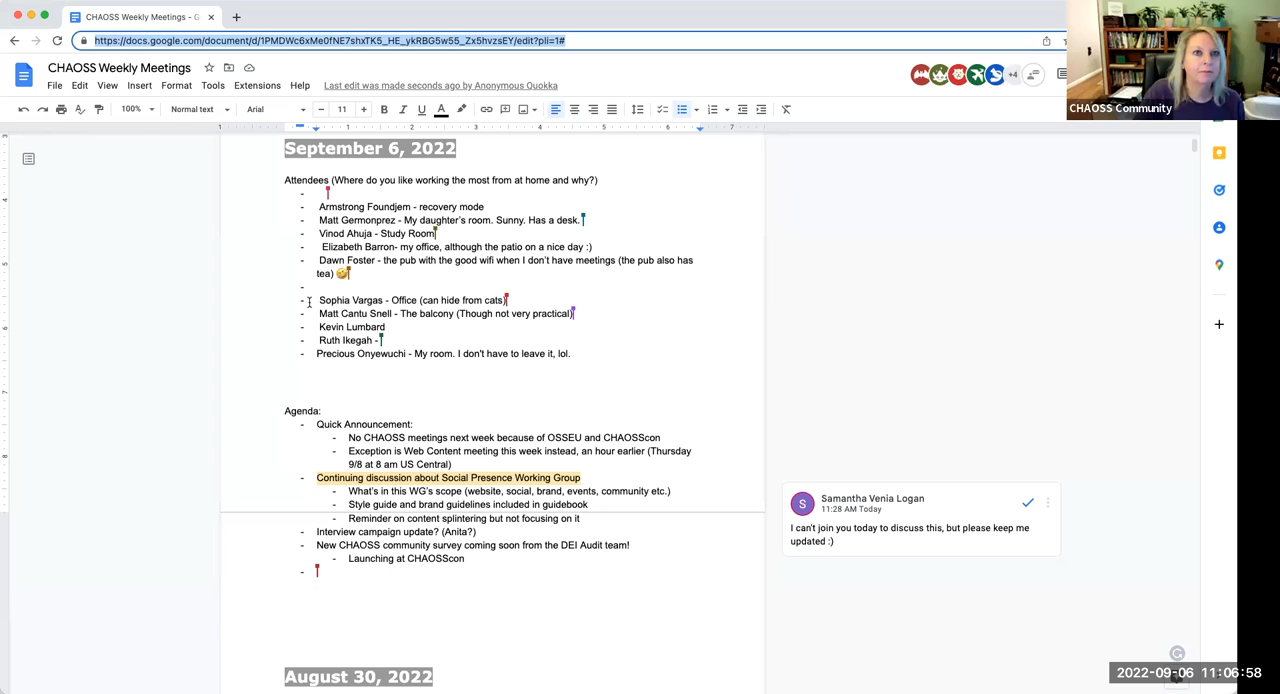 CHAOSS Weekly Meetings - G
https://docs.google.com/document/d/1PMDWc6xMe0fNE7shxTK5_HE_ykRBG5w55_Zx5hvzsEY/edit?pli=1#
CHAOSS Weekly Meetings
File Edit View Insert Format Tools Extensions Help Last edit was made seconds ago by Anonymous Quokka
+4
100% Normal text Arial 11
CHAOSS Community
1 1 2 3 4 5 6 7
September 6, 2022
Attendees (Where do you like working the most from at home and why?)
-
- Armstrong Foundjem - recovery mode
- Matt Germonprez - My daughter's room. Sunny. Has a desk.
- Vinod Ahuja - Study Room
- Elizabeth Barron- my office, although the patio on a nice day :)
- Dawn Foster - the pub with the good wifi when I don't have meetings (the pub also has
tea) 🤣
-
- Sophia Vargas - Office (can hide from cats)
- Matt Cantu Snell - The balcony (Though not very practical)
- Kevin Lumbard
- Ruth Ikegah -
- Precious Onyewuchi - My room. I don't have to leave it, lol.
Agenda:
- Quick Announcement:
- No CHAOSS meetings next week because of OSSEU and CHAOSScon
- Exception is Web Content meeting this week instead, an hour earlier (Thursday
9/8 at 8 am US Central)
- Continuing discussion about Social Presence Working Group
- What's in this WG's scope (website, social, brand, events, community etc.)
- Style guide and brand guidelines included in guidebook
- Reminder on content splintering but not focusing on it
- Interview campaign update? (Anita?)
- New CHAOSS community survey coming soon from the DEI Audit team!
- Launching at CHAOSScon
-
S
Samantha Venia Logan
11:28 AM Today
I can't join you today to discuss this, but please keep me
updated :)
August 30, 2022
2022-09-06 11:06:58